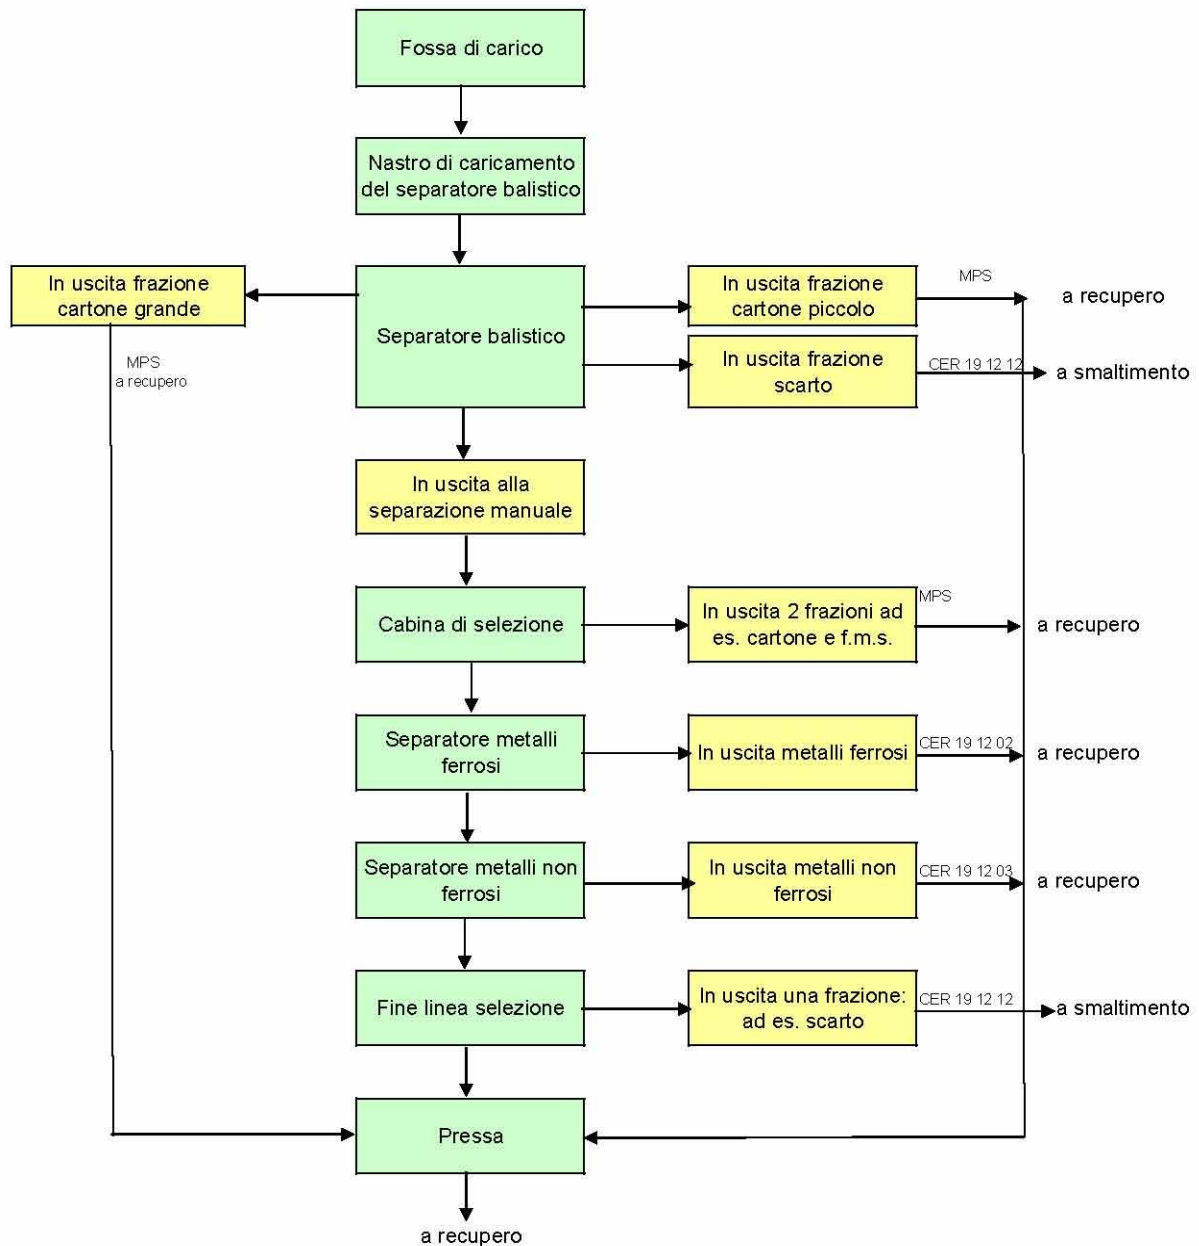 Fossa di carico
Nastro di caricamento
del separatore balistico
In uscita frazione
cartone grande
MPS
a recupero
Separatore balistico
In uscita frazione
cartone piccolo
MPS
a recupero
In uscita frazione
scarto
CER 19 12 12
a smaltimento
In uscita alla
separazione manuale
Cabina di selezione
In uscita 2 frazioni ad
es. cartone e f.m.s.
MPS
a recupero
Separatore metalli
ferrosi
In uscita metalli ferrosi
CER 19 12 02
a recupero
Separatore metalli non
ferrosi
In uscita metalli non
ferrosi
CER 19 12 03
a recupero
Fine linea selezione
In uscita una frazione:
ad es. scarto
CER 19 12 12
a smaltimento
Pressa
a recupero